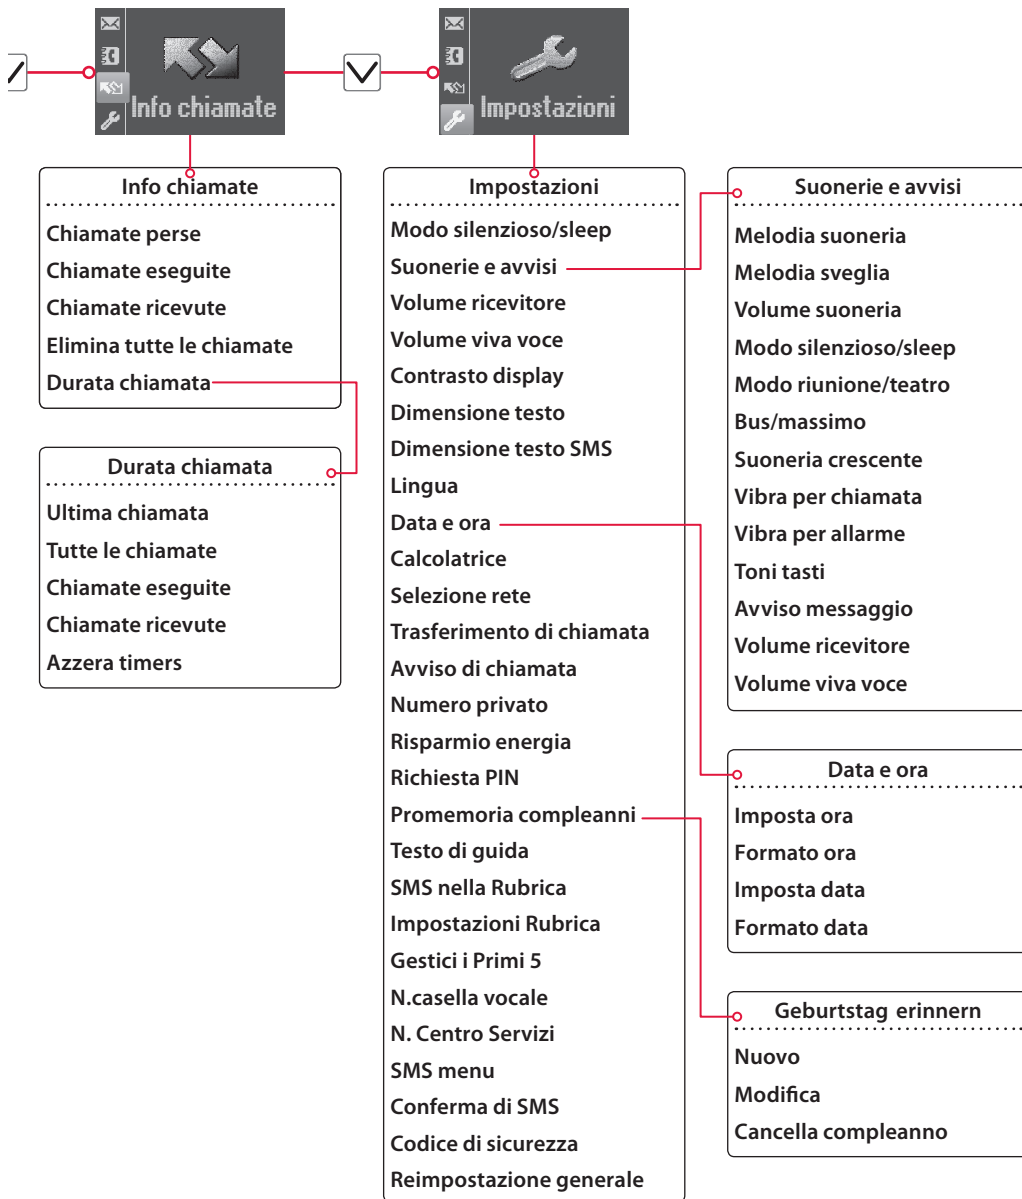 Info chiamate
Impostazioni
Info chiamate
Chiamate perse
Chiamate eseguite
Chiamate ricevute
Elimina tutte le chiamate
Durata chiamata
Durata chiamata
Ultima chiamata
Tutte le chiamate
Chiamate eseguite
Chiamate ricevute
Azzera timers
Impostazioni
Modo silenzioso/sleep
Suonerie e avvisi
Volume ricevitore
Volume viva voce
Contrasto display
Dimensione testo
Dimensione testo SMS
Lingua
Data e ora
Calcolatrice
Selezione rete
Trasferimento di chiamata
Avviso di chiamata
Numero privato
Risparmio energia
Richiesta PIN
Promemoria compleanni
Testo di guida
SMS nella Rubrica
Impostazioni Rubrica
Gestici i Primi 5
N.casella vocale
N. Centro Servizi
SMS menu
Conferma di SMS
Codice di sicurezza
Reimpostazione generale
Suonerie e avvisi
Melodia suoneria
Melodia sveglia
Volume suoneria
Modo silenzioso/sleep
Modo riunione/teatro
Bus/massimo
Suoneria crescente
Vibra per chiamata
Vibra per allarme
Toni tasti
Avviso messaggio
Volume ricevitore
Volume viva voce
Data e ora
Imposta ora
Formato ora
Imposta data
Formato data
Geburtstag erinnern
Nuovo
Modifica
Cancella compleanno